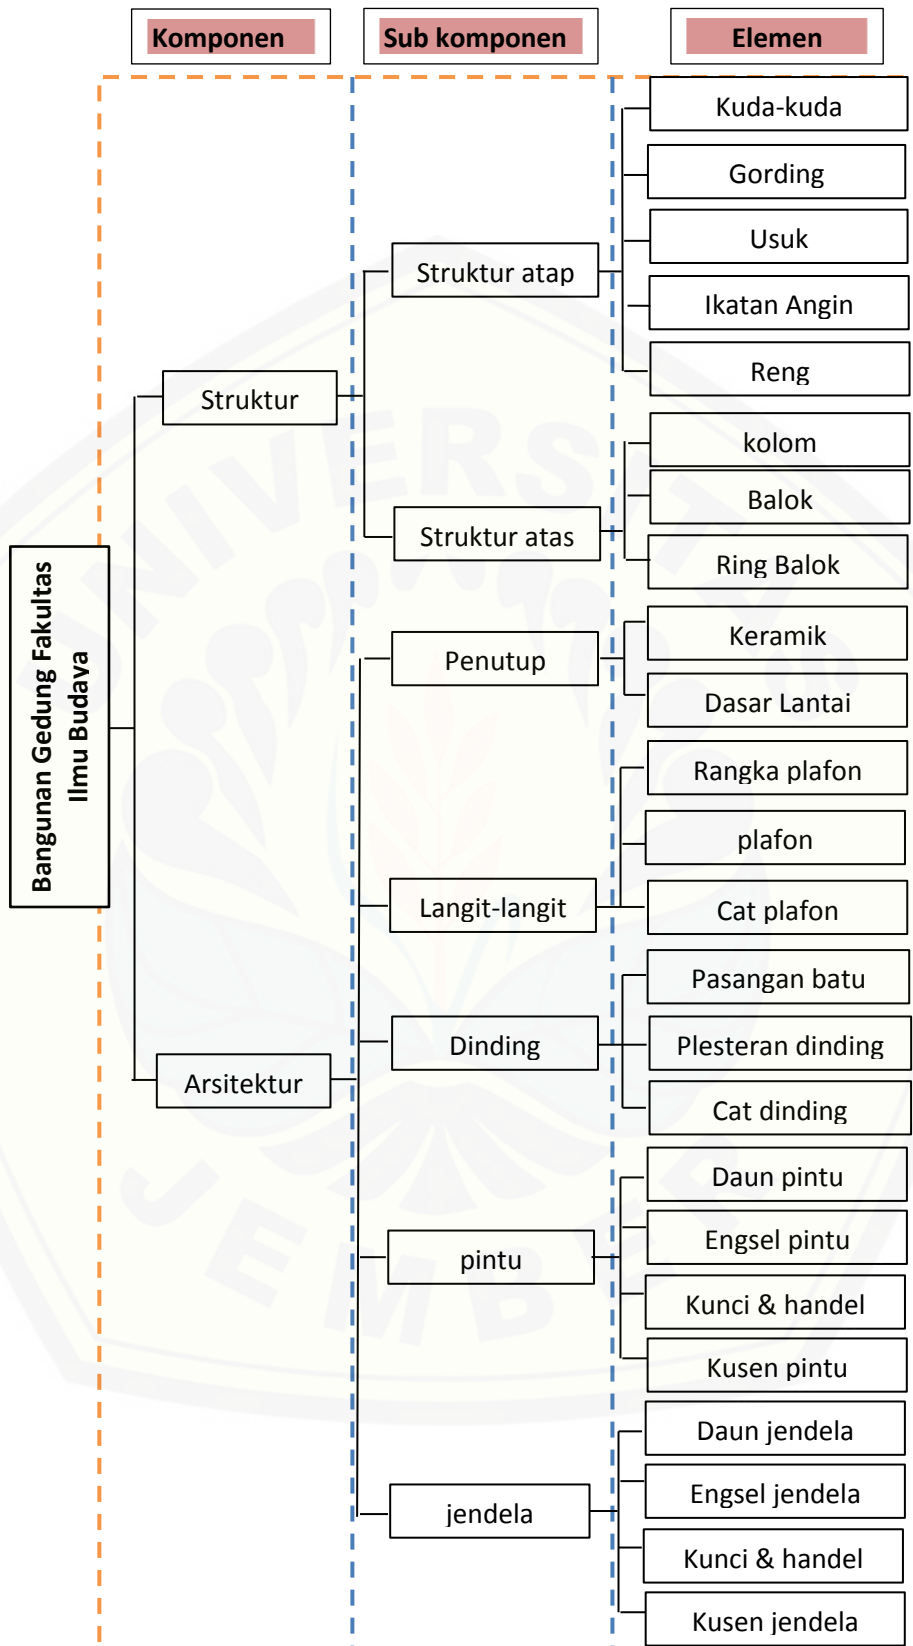 Komponen
Sub komponen
Elemen
Kuda-kuda
Gording
Usuk
Struktur atap
Ikatan Angin
Reng
Struktur
kolom
Balok
Struktur atas
Ring Balok
Bangunan Gedung Fakultas
Ilmu Budaya
Keramik
Penutup
Dasar Lantai
Rangka plafon
plafon
Langit-langit
Cat plafon
Pasangan batu
Dinding
Plesteran dinding
Arsitektur
Cat dinding
Daun pintu
Engsel pintu
pintu
Kunci & handel
Kusen pintu
Daun jendela
Engsel jendela
jendela
Kunci & handel
Kusen jendela
UNIVERSITAS
JEMBER